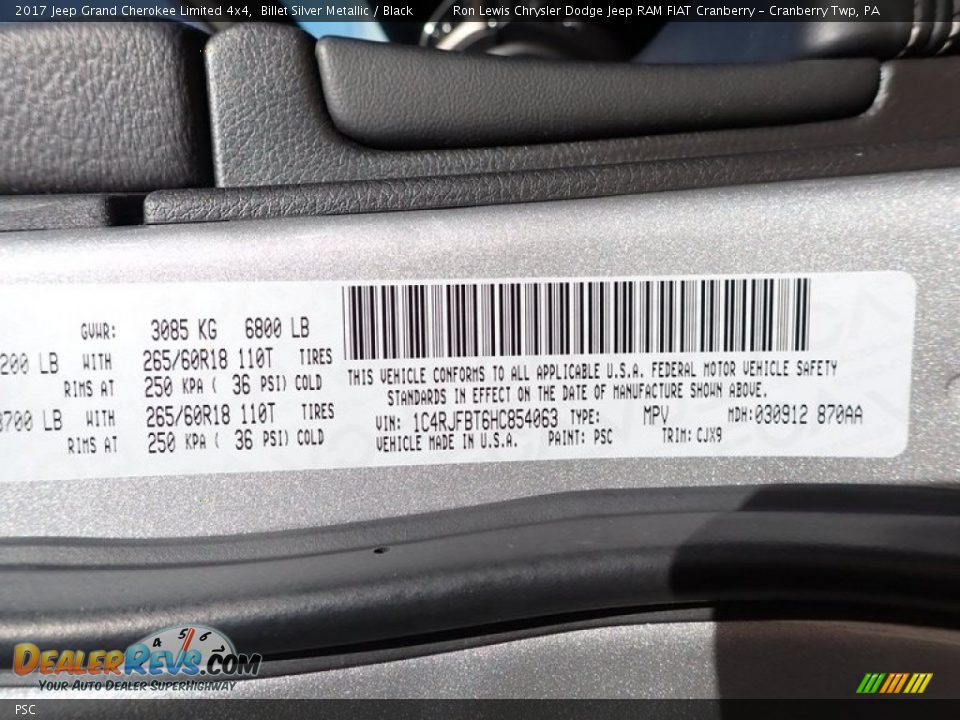 2017 Jeep Grand Cherokee Limited 4x4, Billet Silver Metallic / Black Ron Lewis Chrysler Dodge Jeep RAM FIAT Cranberry - Cranberry Twp, PA
GVWR: 3085 KG 6800 LB
200 LB WITH 265/60R18 110T TIRES
RIMS AT 250 KPA ( 36 PSI) COLD
3700 LB WITH 265/60R18 110T TIRES
RIMS AT 250 KPA ( 36 PSI) COLD
THIS VEHICLE CONFORMS TO ALL APPLICABLE U.S.A. FEDERAL MOTOR VEHICLE SAFETY
STANDARDS IN EFFECT ON THE DATE OF MANUFACTURE SHOWN ABOVE.
VIN: 1C4RJFBT6HC854063 TYPE: MPV MDH: 030912 870AA
VEHICLE MADE IN U.S.A. PAINT: PSC TRIM: CJX9
4 5 6
DEALERREVS.COM
YOUR AUTO DEALER SUPERHIGHWAY
PSC